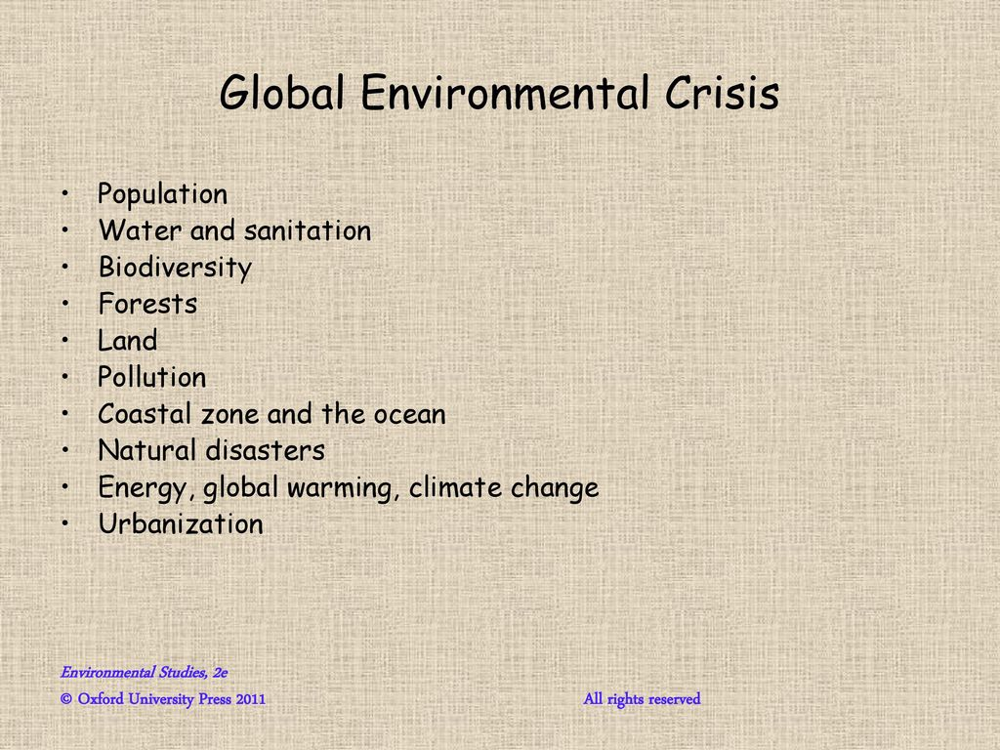 Global Environmental Crisis
• Population
• Water and sanitation
• Biodiversity
• Forests
• Land
• Pollution
• Coastal zone and the ocean
• Natural disasters
• Energy, global warming, climate change
• Urbanization
Environmental Studies, 2e
© Oxford University Press 2011 All rights reserved